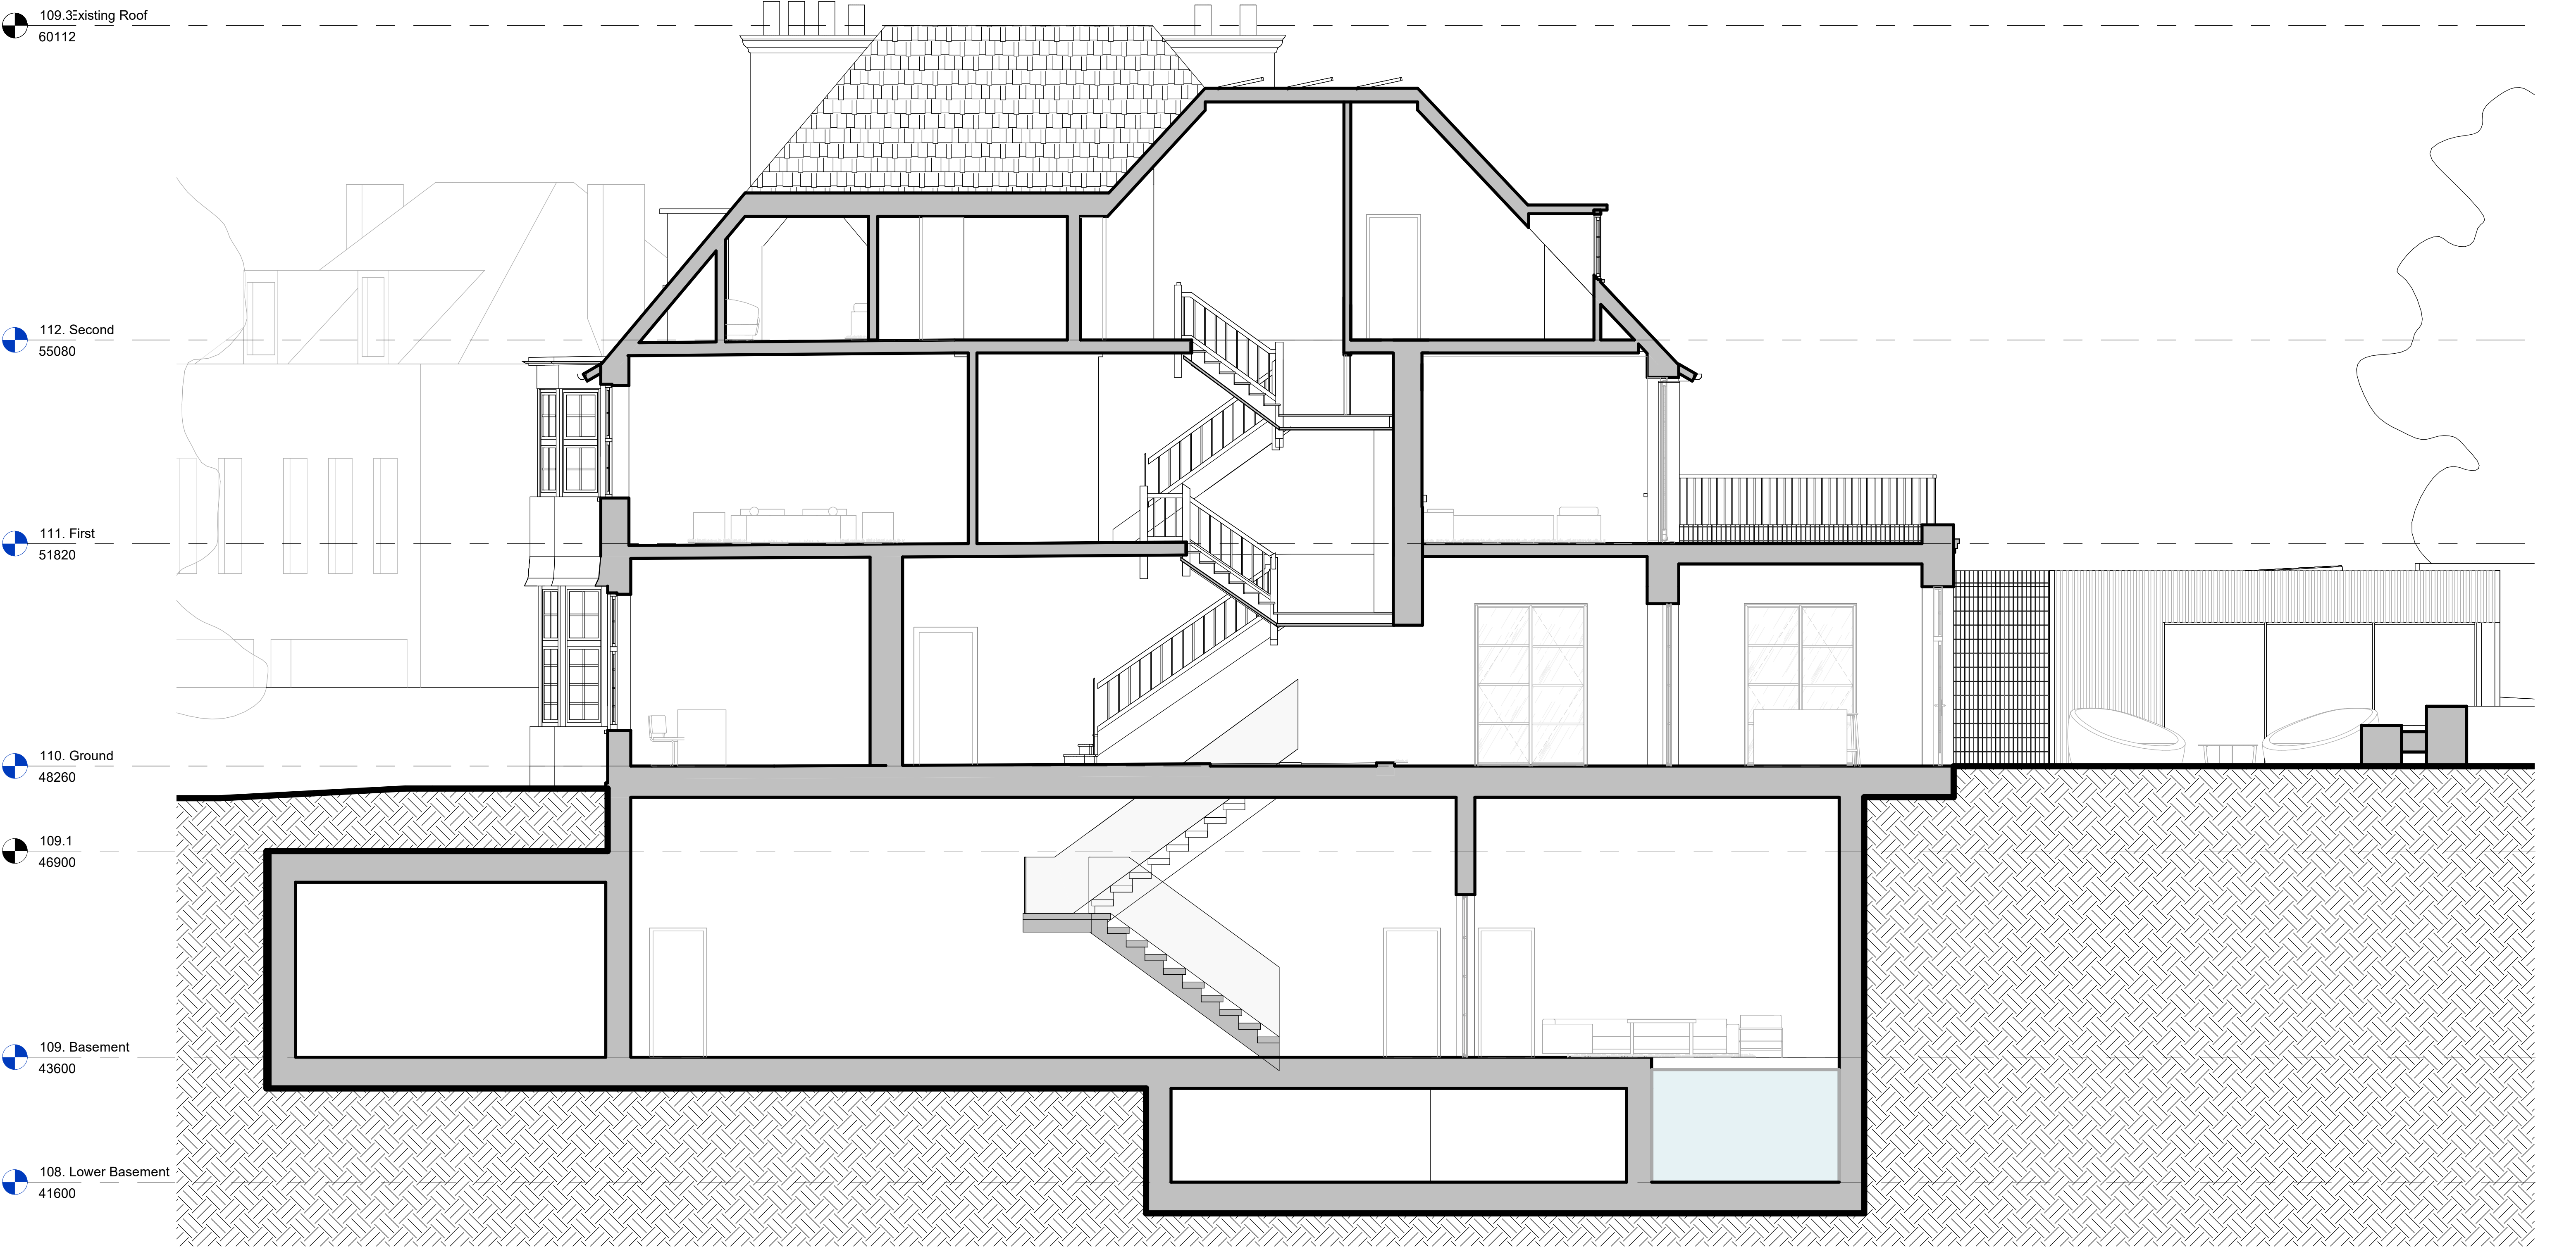 109.3Existing Roof
60112
112. Second
55080
111. First
51820
110. Ground
48260
109.1
46900
109. Basement
43600
108. Lower Basement
41600